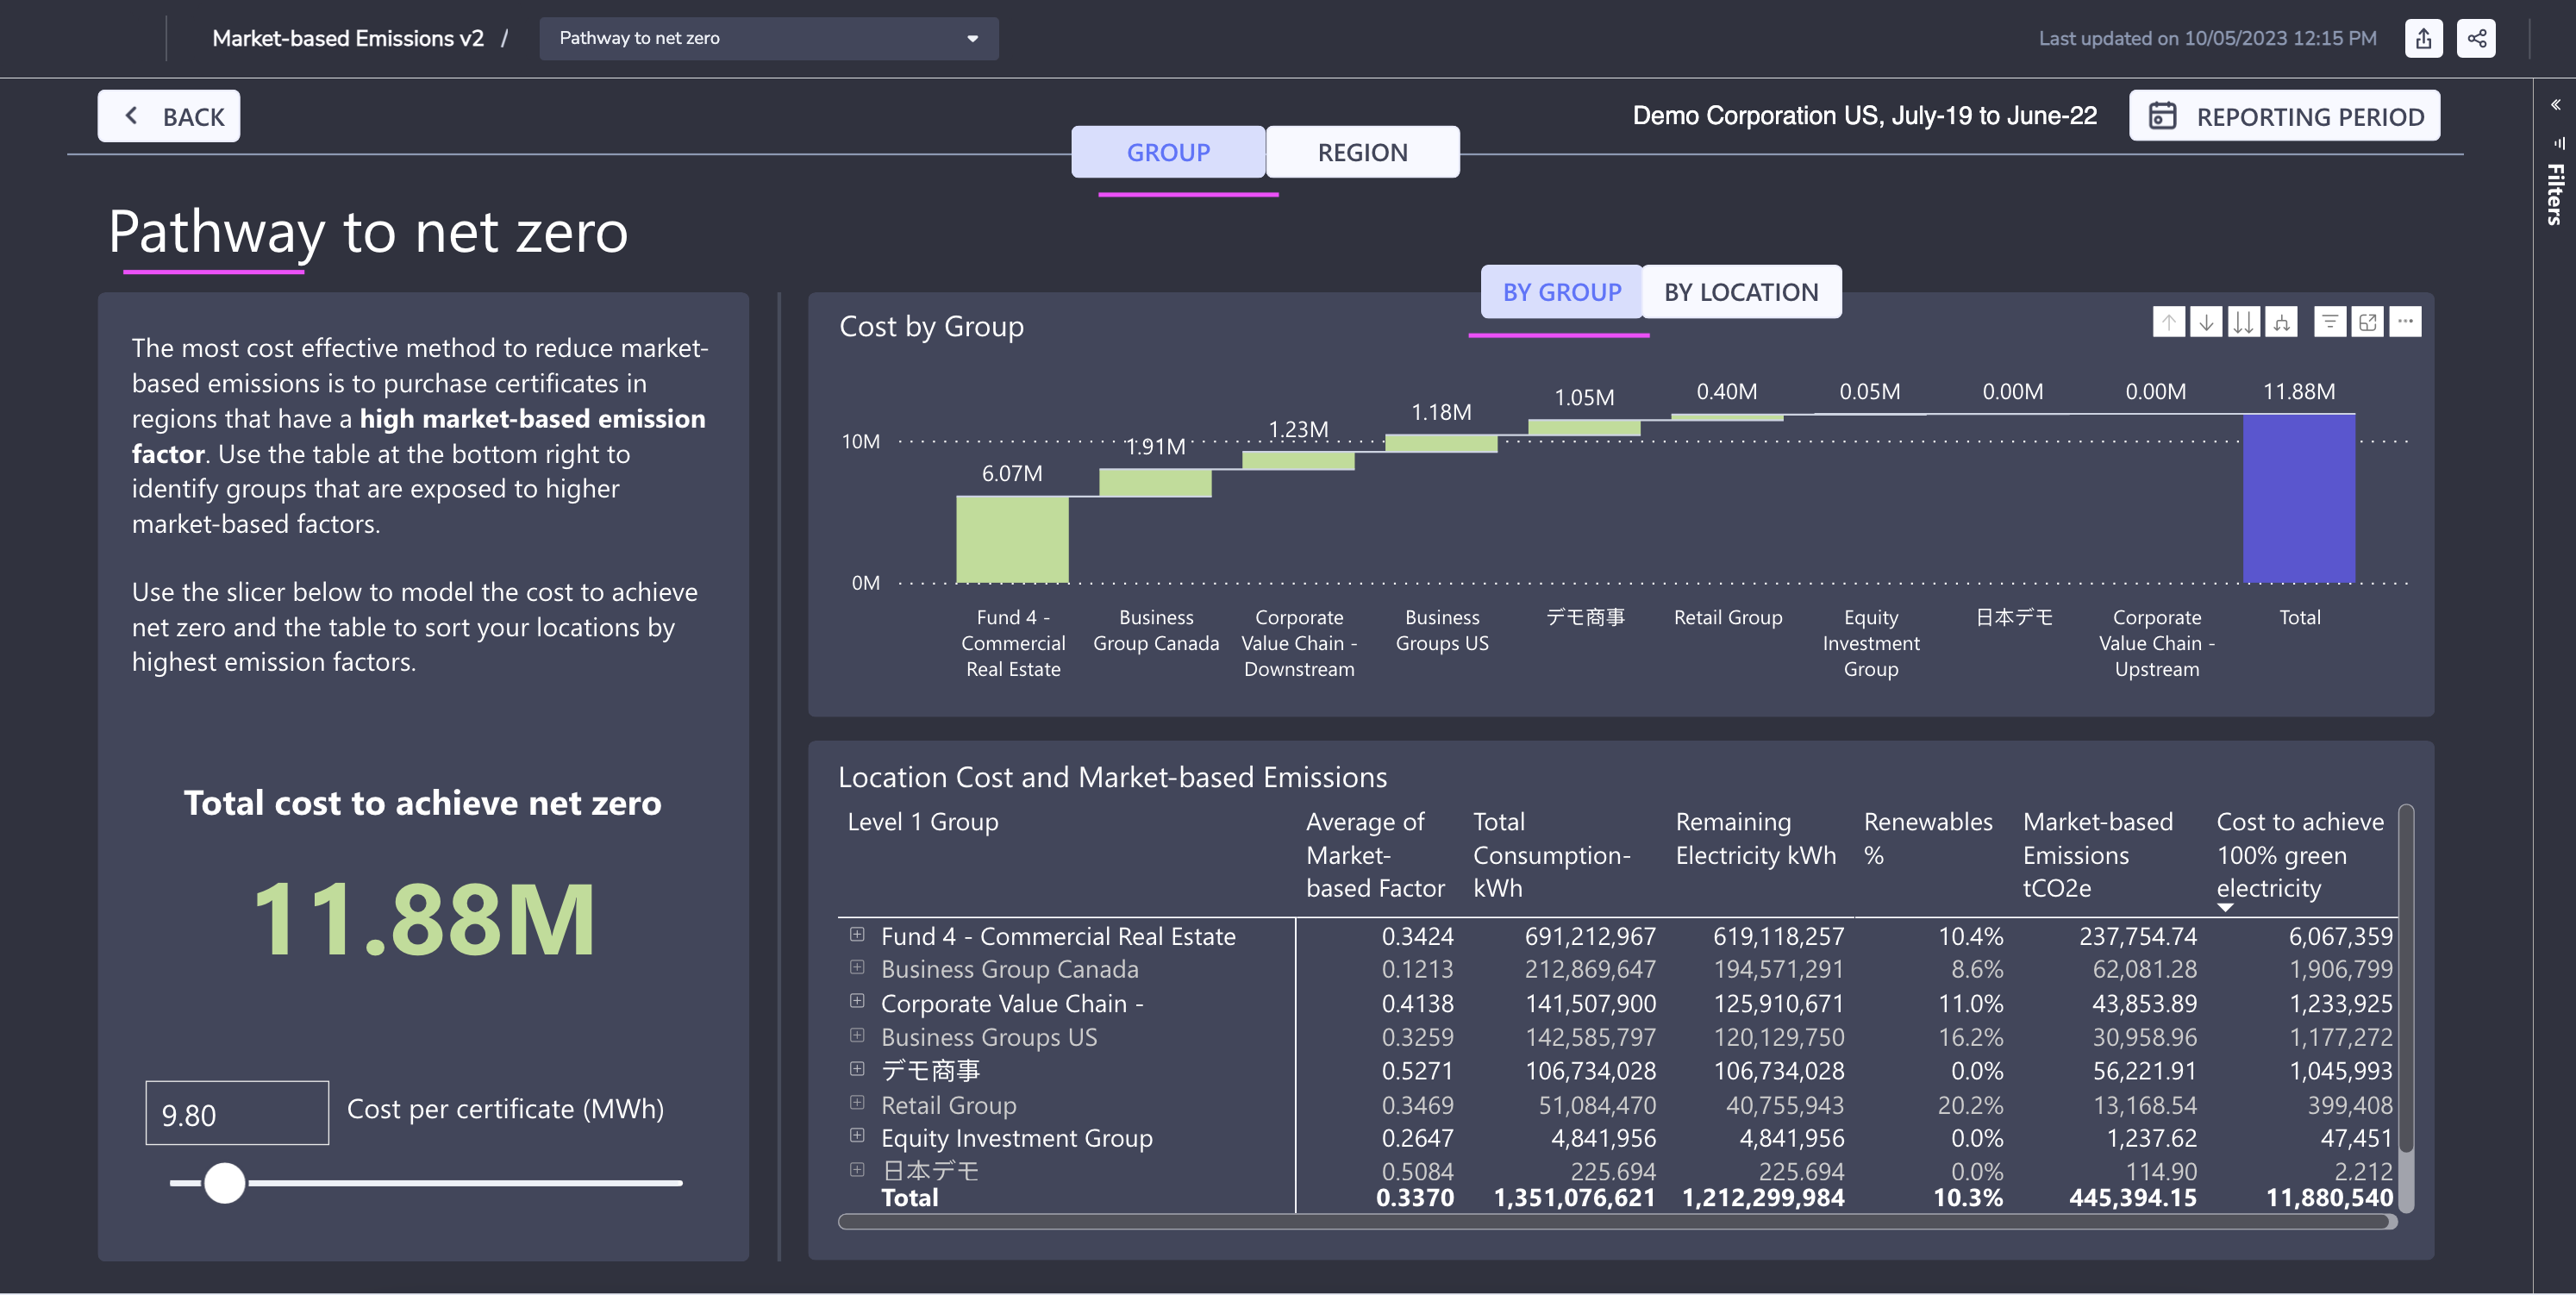 Market-based Emissions v2 / Pathway to net zero Last updated on 10/05/2023 12:15 PM
BACK
Demo Corporation US, July-19 to June-22
REPORTING PERIOD
GROUP REGION
Filters
Pathway to net zero
The most cost effective method to reduce market-
based emissions is to purchase certificates in
regions that have a high market-based emission
factor. Use the table at the bottom right to
identify groups that are exposed to higher
market-based factors.
Use the slicer below to model the cost to achieve
net zero and the table to sort your locations by
highest emission factors.
Total cost to achieve net zero
11.88M
9.80 Cost per certificate (MWh)
BY GROUP BY LOCATION
Cost by Group
10M
0M
6.07M
1.91M
1.23M
1.18M
1.05M
0.40M
0.05M
0.00M
0.00M
11.88M
Fund 4 -
Commercial
Real Estate
Business
Group Canada
Corporate
Value Chain -
Downstream
Business
Groups US
デモ商事
Retail Group
Equity
Investment
Group
日本デモ
Corporate
Value Chain -
Upstream
Total
Location Cost and Market-based Emissions
Level 1 Group
Average of
Market-
based Factor
Total
Consumption-
kWh
Remaining
Electricity kWh
Renewables
%
Market-based
Emissions
tCO2e
Cost to achieve
100% green
electricity
Fund 4 - Commercial Real Estate 0.3424 691,212,967 619,118,257 10.4% 237,754.74 6,067,359
Business Group Canada 0.1213 212,869,647 194,571,291 8.6% 62,081.28 1,906,799
Corporate Value Chain - 0.4138 141,507,900 125,910,671 11.0% 43,853.89 1,233,925
Business Groups US 0.3259 142,585,797 120,129,750 16.2% 30,958.96 1,177,272
デモ商事 0.5271 106,734,028 106,734,028 0.0% 56,221.91 1,045,993
Retail Group 0.3469 51,084,470 40,755,943 20.2% 13,168.54 399,408
Equity Investment Group 0.2647 4,841,956 4,841,956 0.0% 1,237.62 47,451
日本デモ 0.5084 225,694 225,694 0.0% 114.90 2,212
Total 0.3370 1,351,076,621 1,212,299,984 10.3% 445,394.15 11,880,540